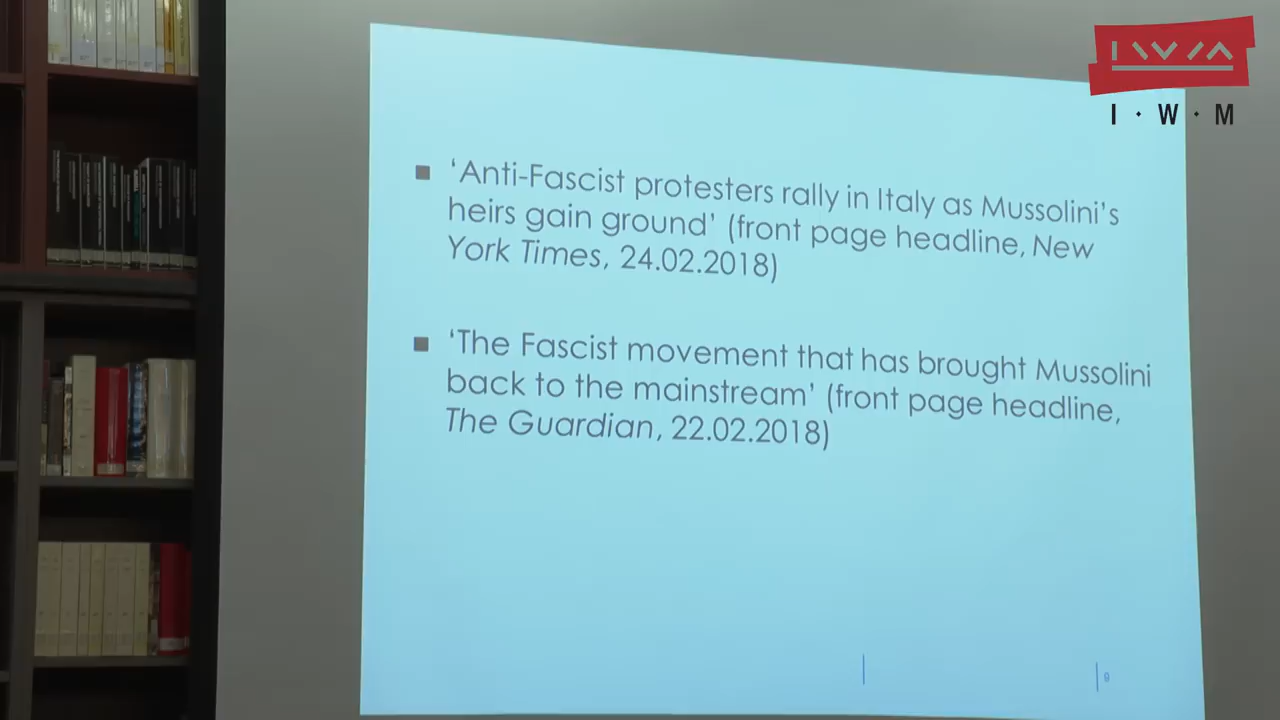 I · W · M
‘Anti-Fascist protesters rally in Italy as Mussolini’s
heirs gain ground’ (front page headline, New
York Times, 24.02.2018)
‘The Fascist movement that has brought Mussolini
back to the mainstream’ (front page headline,
The Guardian, 22.02.2018)